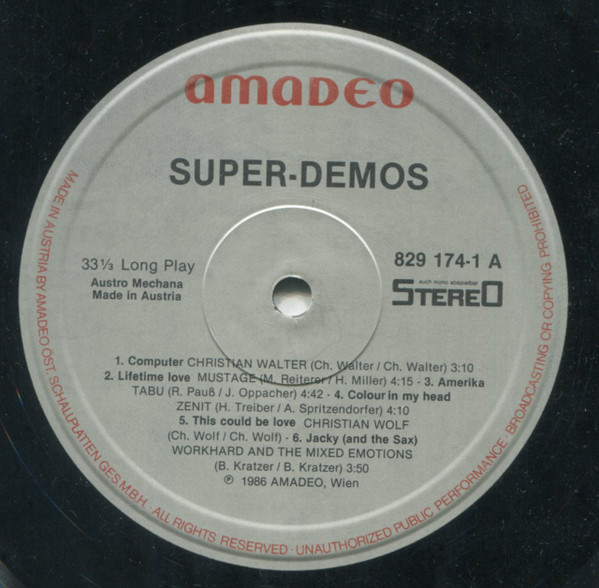 amadeo
SUPER-DEMOS
33⅓ Long Play
Austro Mechana
Made in Austria
829 174-1 A
auch mono abspielbar
STEREO
1. Computer CHRISTIAN WALTER (Ch. Walter / Ch. Walter) 3:10
2. Lifetime love MUSTAGE (M. Reiterer / H. Miller) 4:15 - 3. Amerika
TABU (R. Pauß / J. Oppacher) 4:42 - 4. Colour in my head
ZENIT (H. Treiber / A. Spritzendorfer) 4:10
5. This could be love CHRISTIAN WOLF
(Ch. Wolf / Ch. Wolf) - 6. Jacky (and the Sax)
WORKHARD AND THE MIXED EMOTIONS
(B. Kratzer / B. Kratzer) 3:50
℗ 1986 AMADEO, Wien
MADE IN AUSTRIA BY AMADEO ÖST. SCHALLPLATTEN GES.M.B.H. · ALL RIGHTS RESERVED · UNAUTHORIZED PUBLIC PERFORMANCE · BROADCASTING OR COPYING PROHIBITED